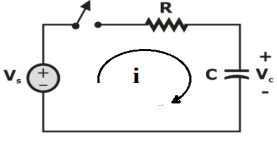 R
Vs + - i C + Vc -